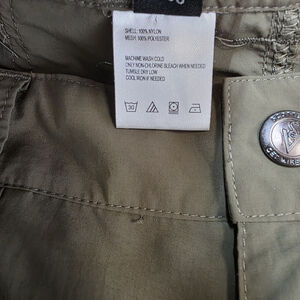 SHELL: 100% NYLON
MESH: 100% POLYESTER
MACHINE WASH COLD
ONLY NON-CHLORINE BLEACH WHEN NEEDED
TUMBLE DRY LOW
COOL IRON IF NEEDED
30